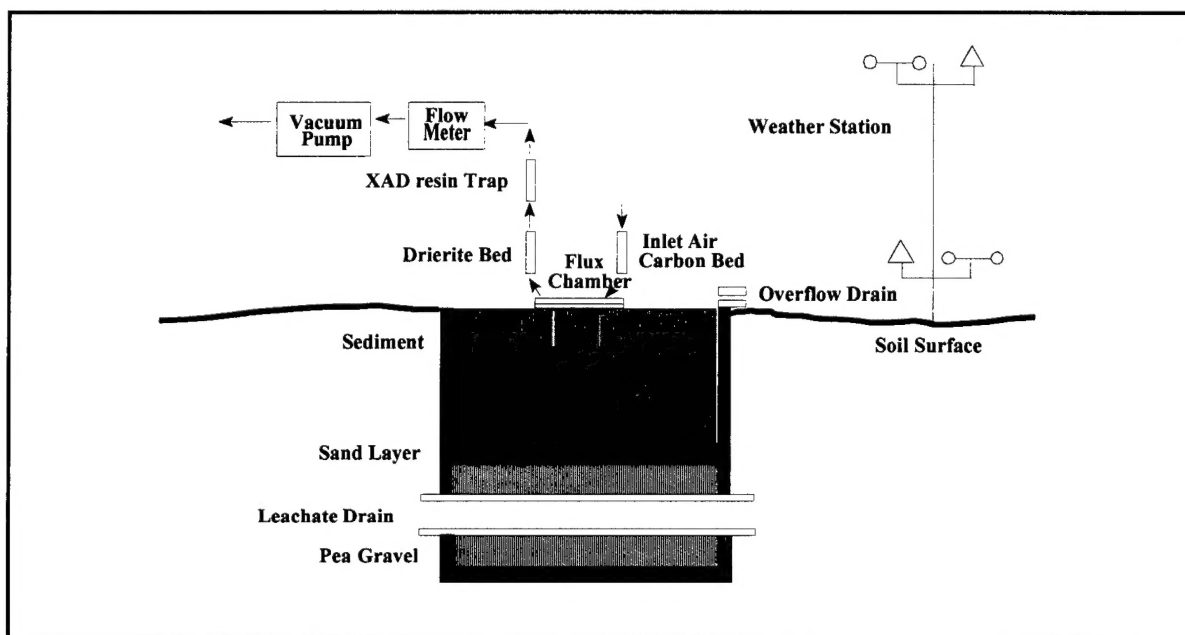 Vacuum
Pump
Flow
Meter
Weather Station
XAD resin Trap
Drierite Bed
Flux
Chamber
Inlet Air
Carbon Bed
Overflow Drain
Sediment
Soil Surface
Sand Layer
Leachate Drain
Pea Gravel